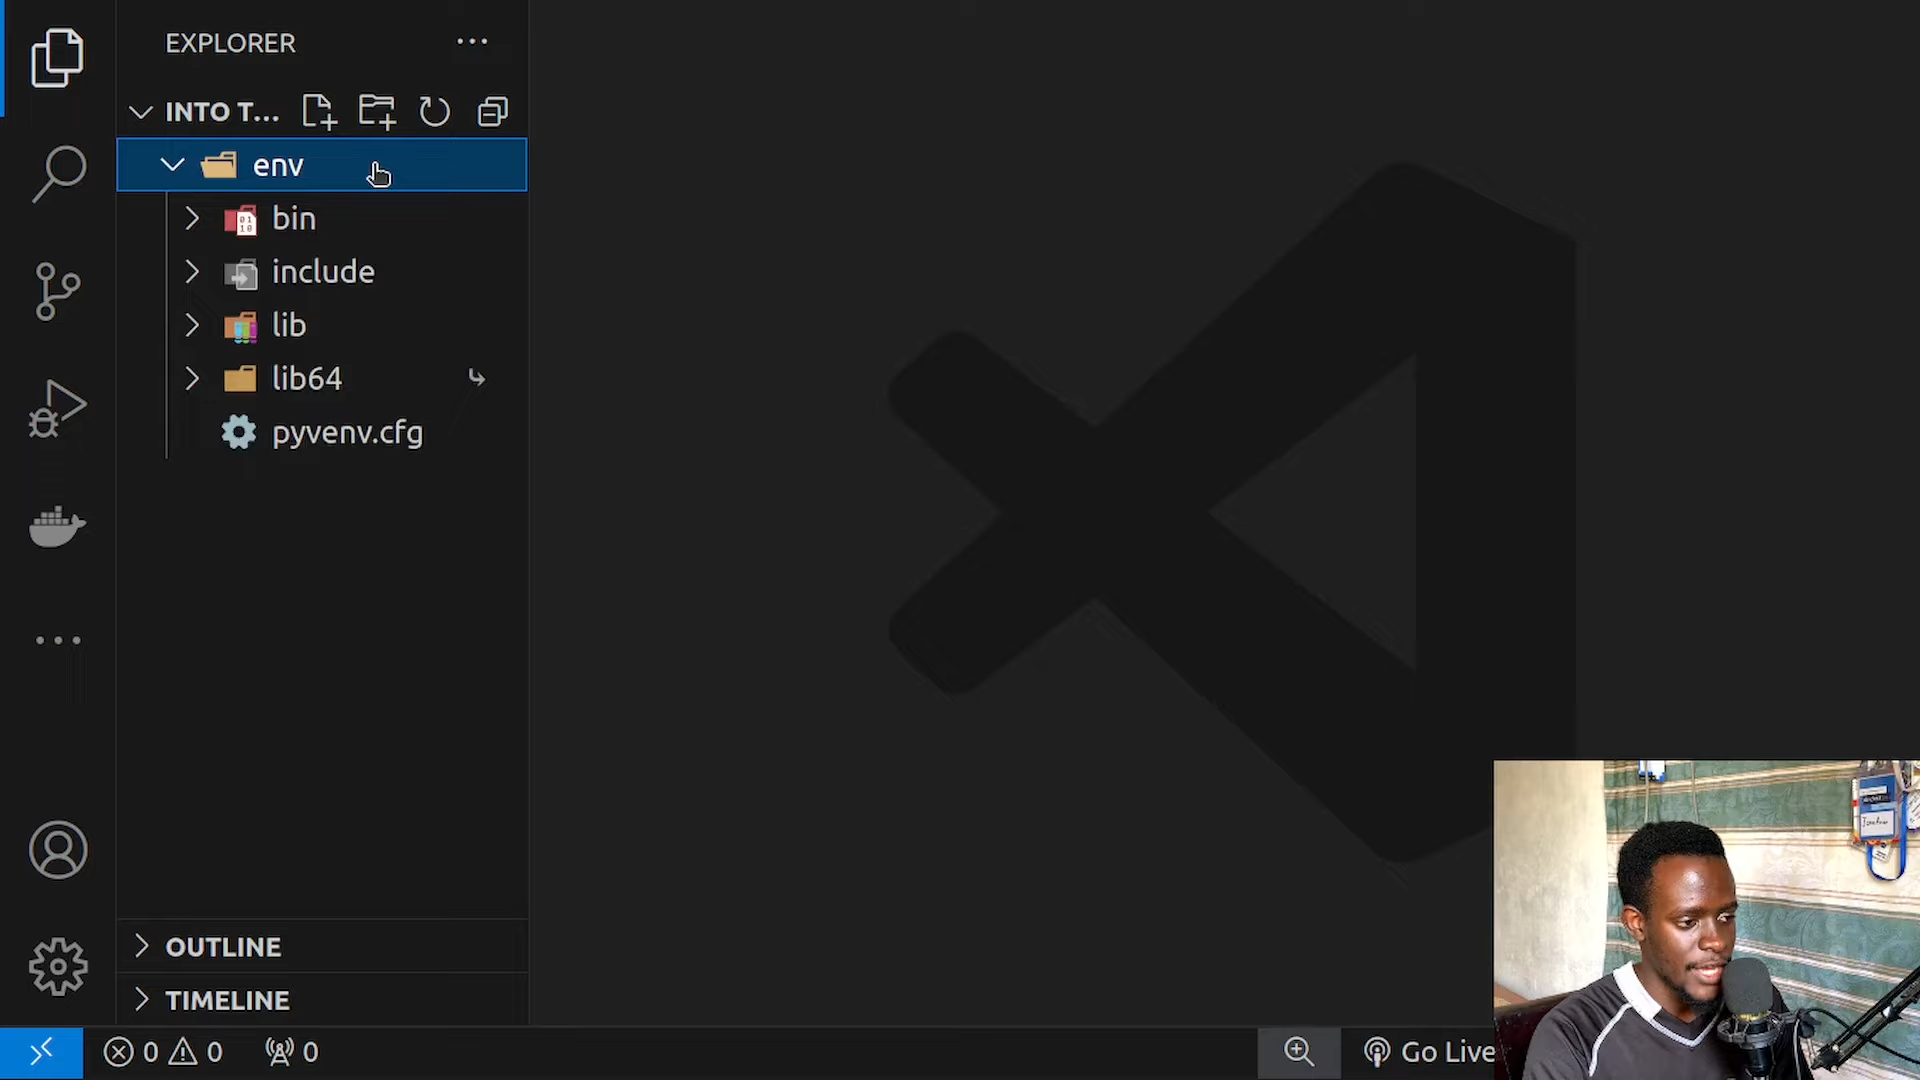 EXPLORER
INTO T...
env
bin
include
lib
lib64
pyvenv.cfg
OUTLINE
TIMELINE
0 0 0
Go Live